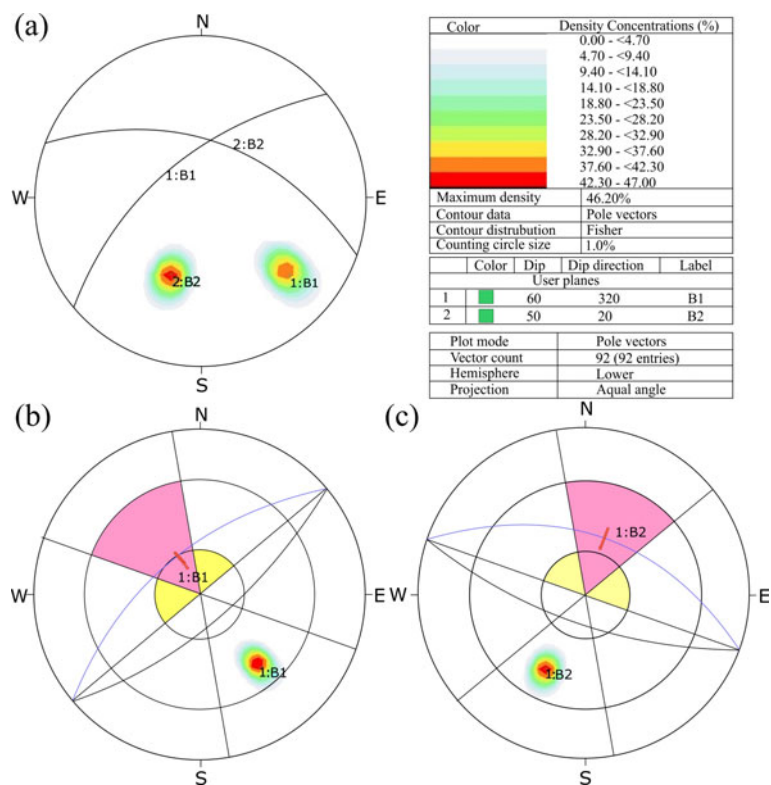 (a)
N
W
E
S
2:B2
1:B1
2:B2
1:B1
Color Density Concentrations (%)
0.00 - <4.70
4.70 - <9.40
9.40 - <14.10
14.10 - <18.80
18.80 - <23.50
23.50 - <28.20
28.20 - <32.90
32.90 - <37.60
37.60 - <42.30
42.30 - 47.00
Maximum density 46.20%
Contour data Pole vectors
Contour distrubution Fisher
Counting circle size 1.0%
Color Dip Dip direction Label
User planes
1 60 320 B1
2 50 20 B2
Plot mode Pole vectors
Vector count 92 (92 entries)
Hemisphere Lower
Projection Aqual angle
(b)
N
W
E
S
1:B1
1:B1
(c)
N
W
E
S
1:B2
1:B2